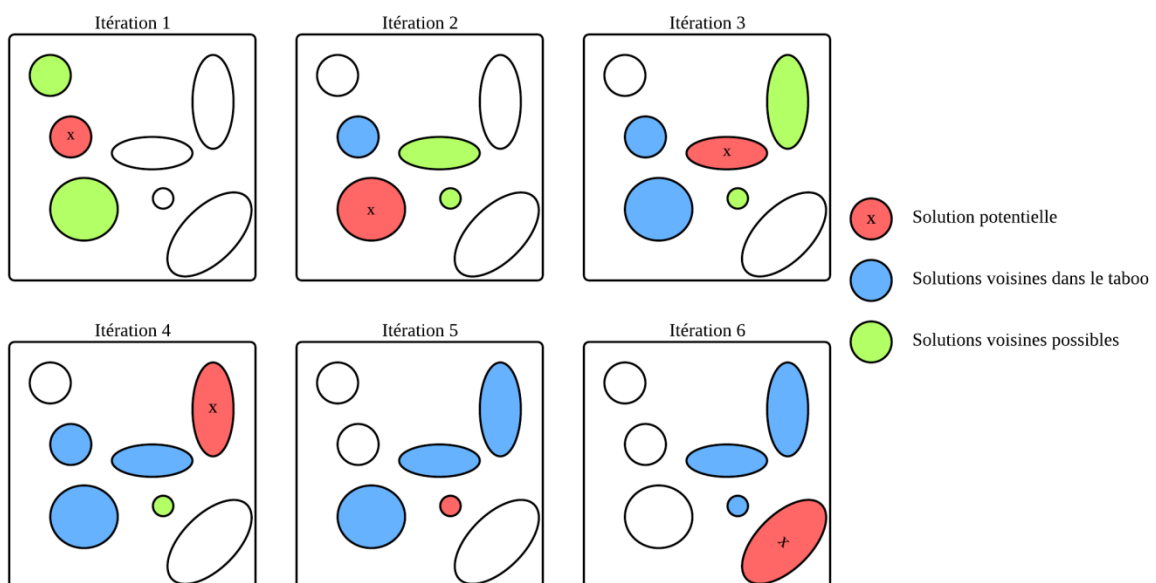 Itération 1
Itération 2
Itération 3
x
x
x
x
Solution potentielle
Solutions voisines dans le taboo
Solutions voisines possibles
Itération 4
Itération 5
Itération 6
x
x